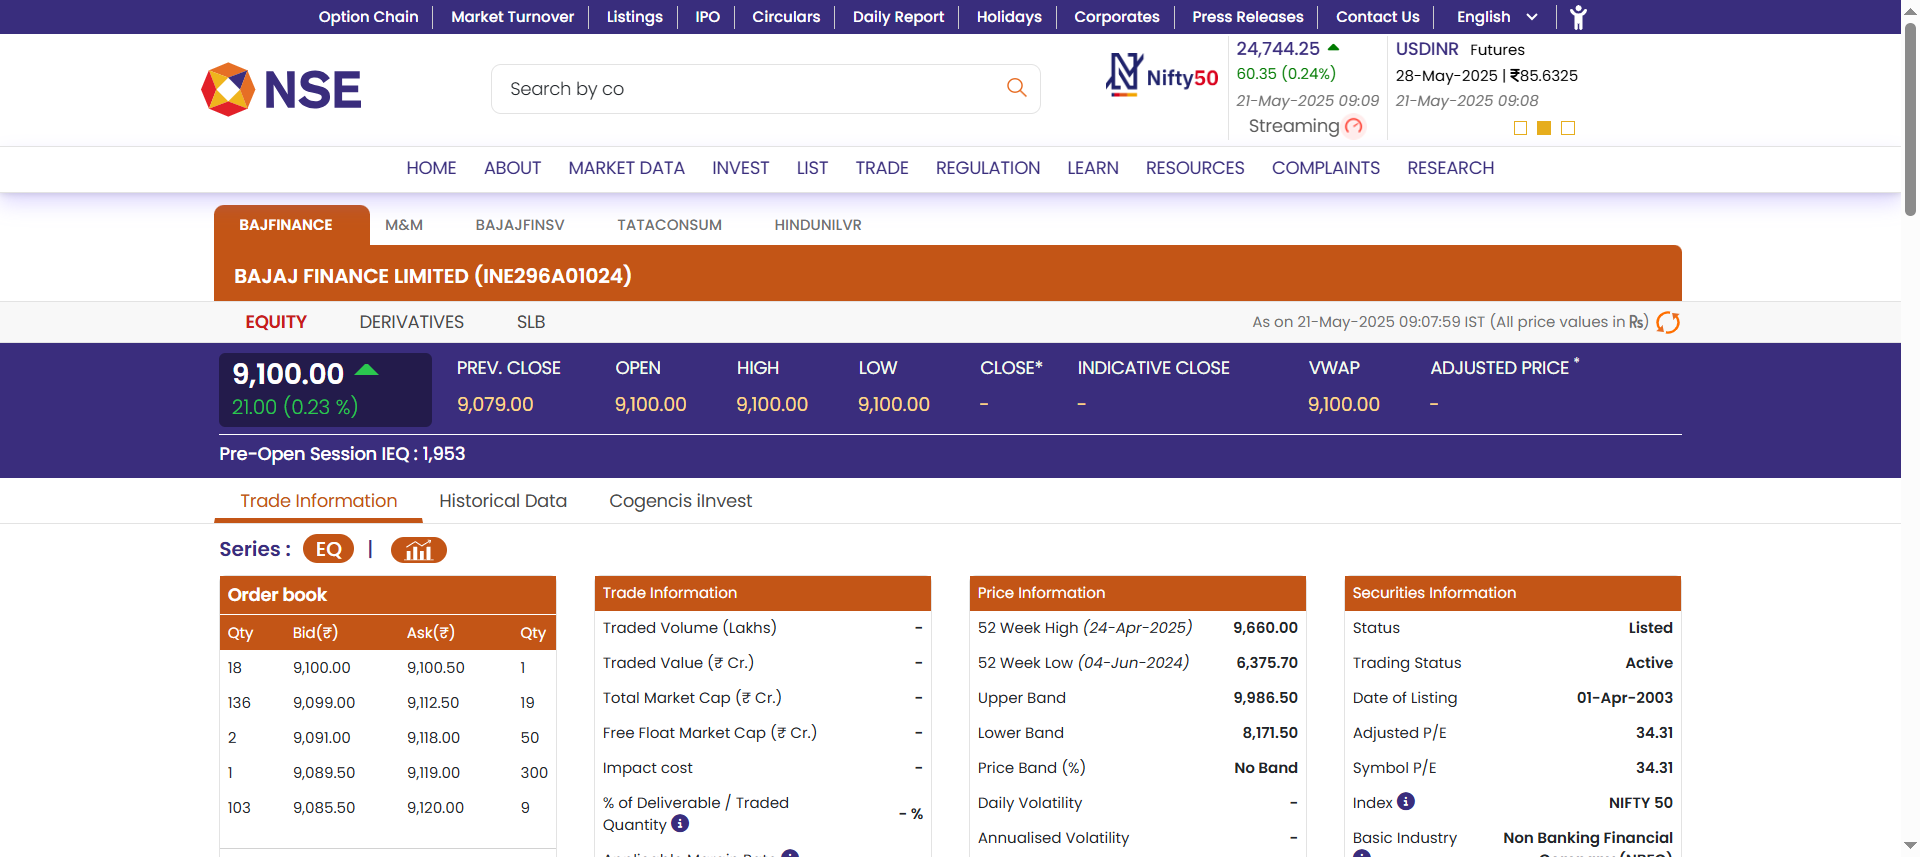 Option Chain Market Turnover Listings IPO Circulars Daily Report Holidays Corporates Press Releases Contact Us English
NSE
Search by co
Nifty50
24,744.25
60.35 (0.24%)
21-May-2025 09:09
Streaming
USDINR Futures
28-May-2025 | ₹85.6325
21-May-2025 09:08
HOME ABOUT MARKET DATA INVEST LIST TRADE REGULATION LEARN RESOURCES COMPLAINTS RESEARCH
BAJFINANCE M&M BAJAJFINSV TATACONSUM HINDUNILVR
BAJAJ FINANCE LIMITED (INE296A01024)
EQUITY DERIVATIVES SLB As on 21-May-2025 09:07:59 IST (All price values in ₨)
9,100.00
21.00 (0.23 %)
PREV. CLOSE OPEN HIGH LOW CLOSE* INDICATIVE CLOSE VWAP ADJUSTED PRICE *
9,079.00 9,100.00 9,100.00 9,100.00 - - 9,100.00 -
Pre-Open Session IEQ : 1,953
Trade Information Historical Data Cogencis iInvest
Series : EQ |
Order book
Qty Bid(₹) Ask(₹) Qty
18 9,100.00 9,100.50 1
136 9,099.00 9,112.50 19
2 9,091.00 9,118.00 50
1 9,089.50 9,119.00 300
103 9,085.50 9,120.00 9
Trade Information
Traded Volume (Lakhs) -
Traded Value (₹ Cr.) -
Total Market Cap (₹ Cr.) -
Free Float Market Cap (₹ Cr.) -
Impact cost -
% of Deliverable / Traded
Quantity - %
Price Information
52 Week High (24-Apr-2025) 9,660.00
52 Week Low (04-Jun-2024) 6,375.70
Upper Band 9,986.50
Lower Band 8,171.50
Price Band (%) No Band
Daily Volatility -
Annualised Volatility -
Securities Information
Status Listed
Trading Status Active
Date of Listing 01-Apr-2003
Adjusted P/E 34.31
Symbol P/E 34.31
Index NIFTY 50
Basic Industry Non Banking Financial